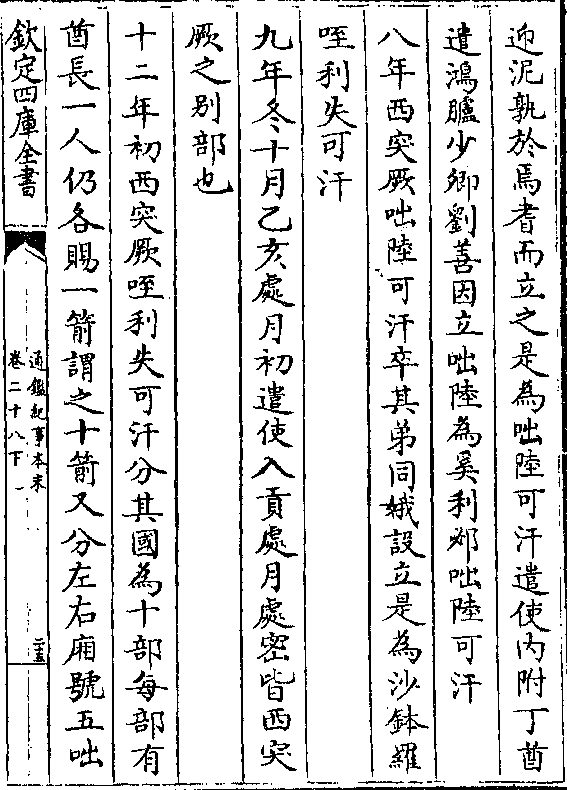 迎泥孰於焉耆而立之是為咄陸可汗遣使内附丁酉
遣鴻臚少卿劉善因立咄陸為奚利邲咄陸可汗
八年西突厥咄陸可汗卒其弟同娥設立是為沙鉢羅
咥利失可汗
九年冬十月乙亥處月初遣使入貢處月處密皆西突
厥之别部也
十二年初西突厥咥利失可汗分其國為十部每部有
酋長一人仍各賜一箭謂之十箭又分左右廂號五咄
欽定四庫全書
通鑑紀事本末
卷二十八下